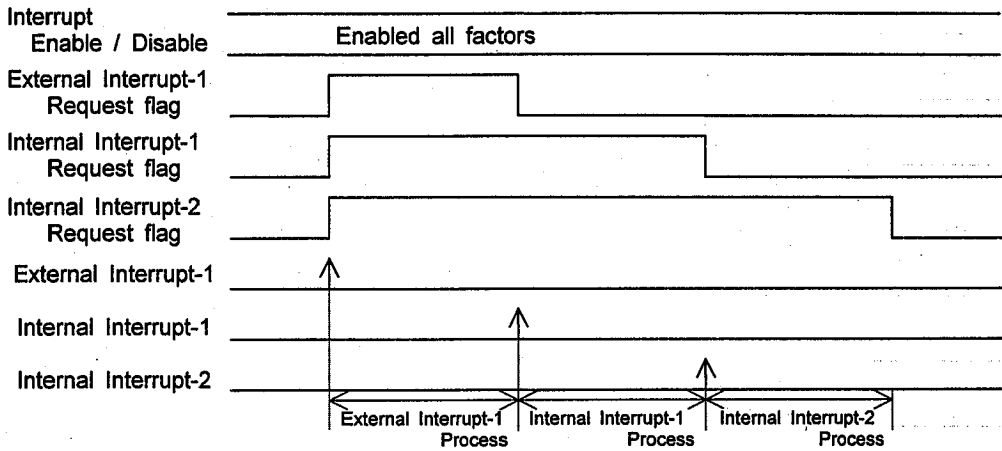 Interrupt
Enable / Disable
Enabled all factors
External Interrupt-1
Request flag
Internal Interrupt-1
Request flag
Internal Interrupt-2
Request flag
External Interrupt-1
Internal Interrupt-1
Internal Interrupt-2
External Interrupt-1
Process
Internal Interrupt-1
Process
Internal Interrupt-2
Process